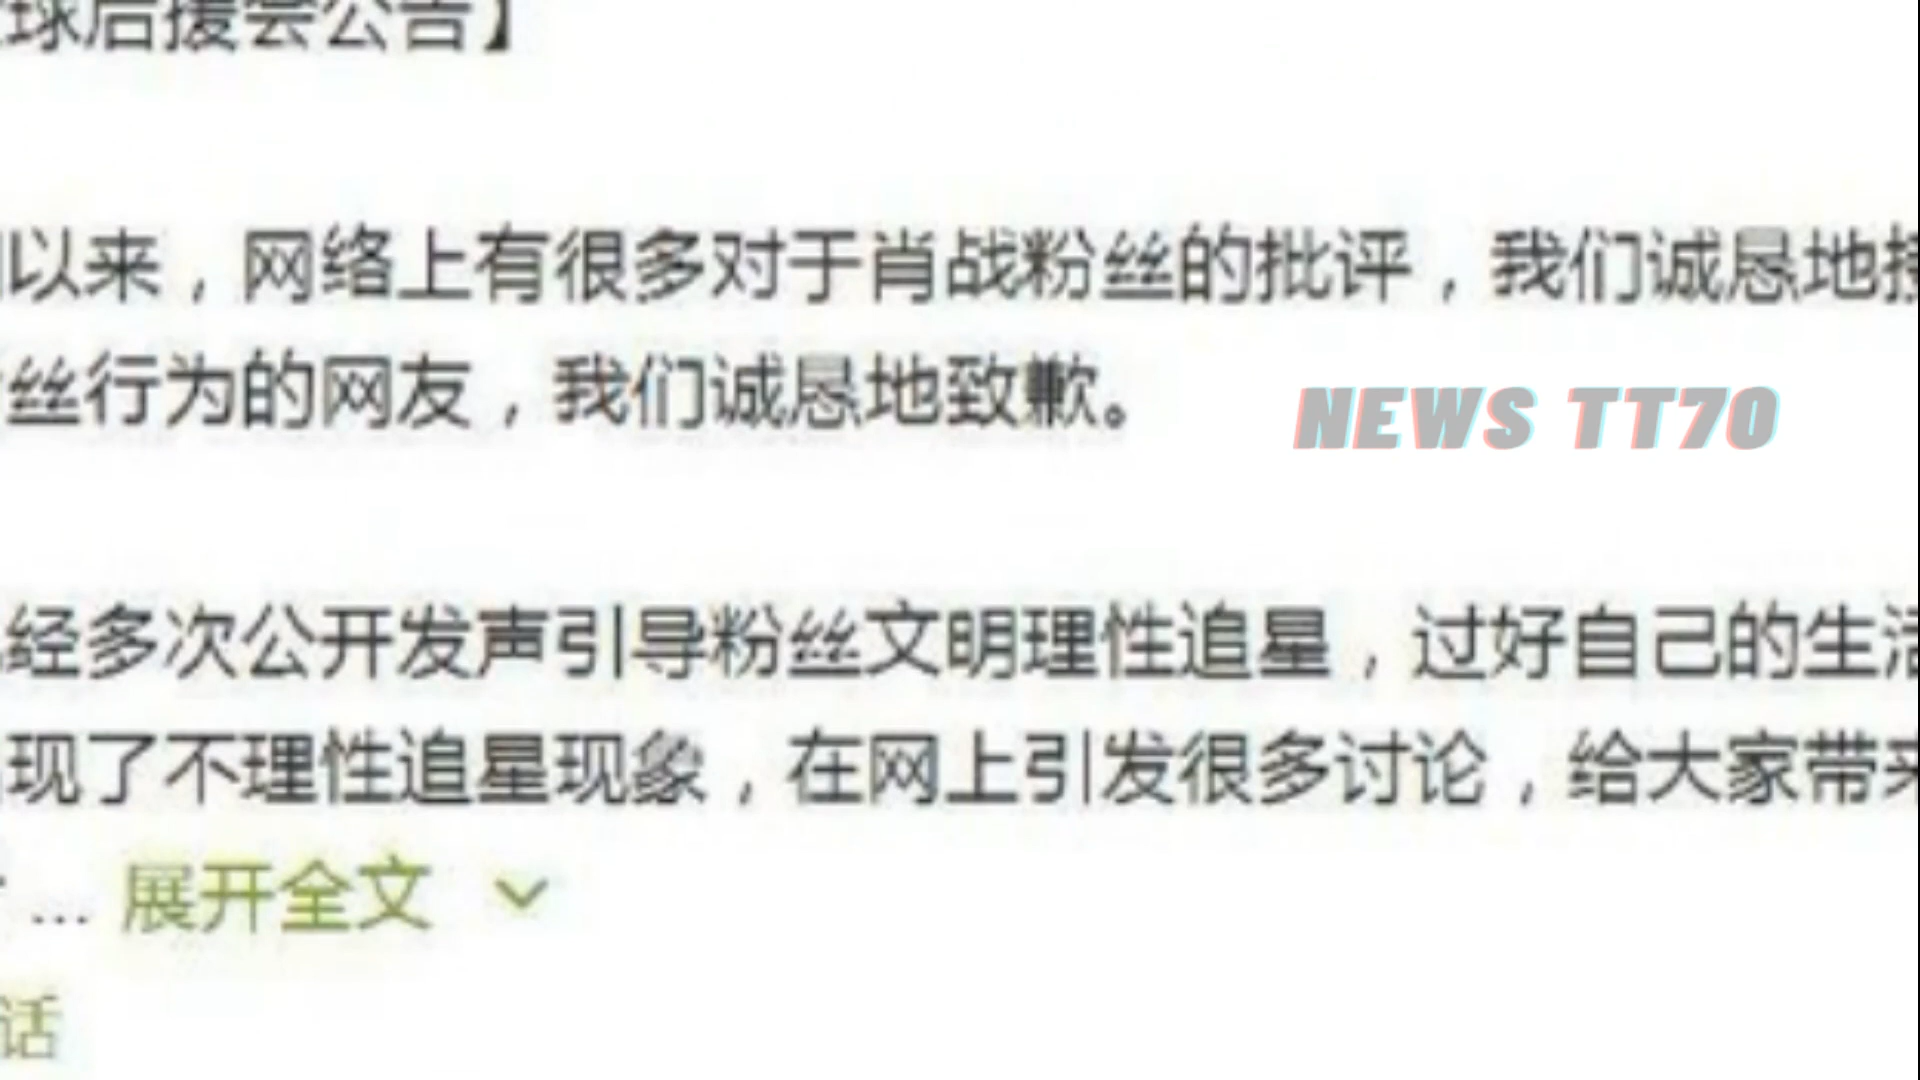 球后援会公告】
以来，网络上有很多对于肖战粉丝的批评，我们诚恳地接
丝行为的网友，我们诚恳地致歉。
NEWS TT70
经多次公开发声引导粉丝文明理性追星，过好自己的生活
现了不理性追星现象，在网上引发很多讨论，给大家带来
... 展开全文
话